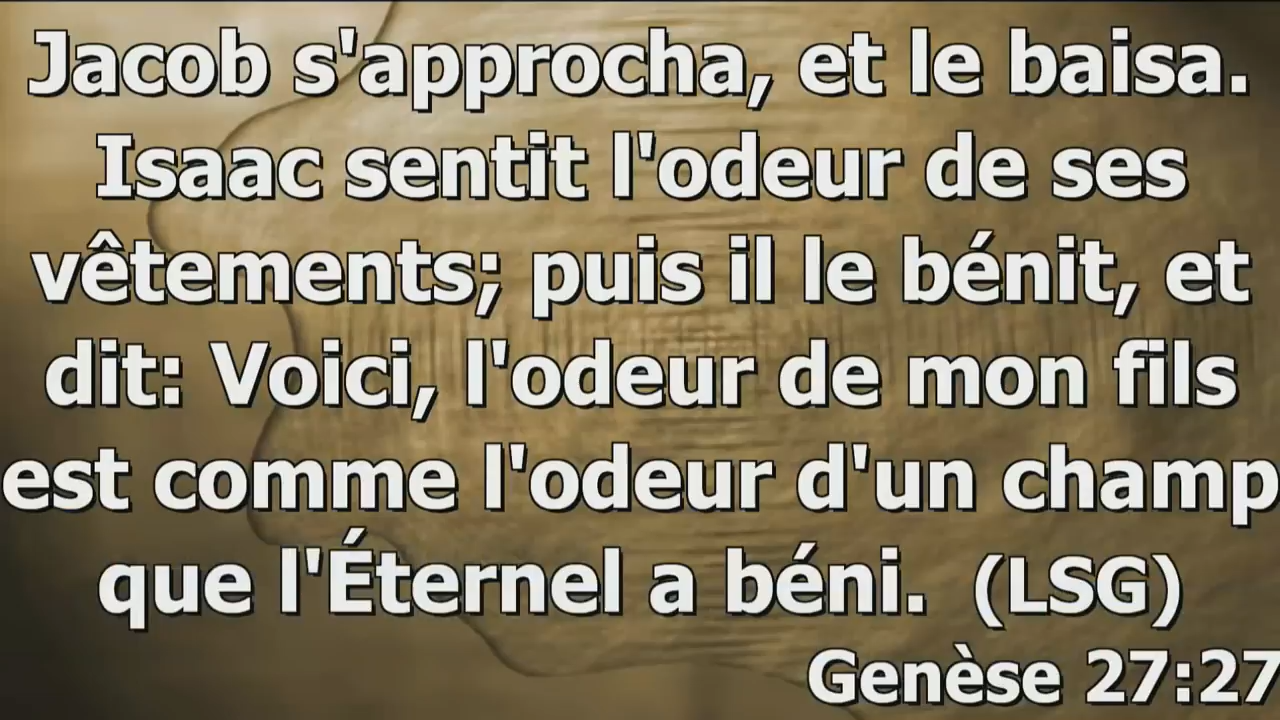 Jacob s'approcha, et le baisa.
Isaac sentit l'odeur de ses
vêtements; puis il le bénit, et
dit: Voici, l'odeur de mon fils
est comme l'odeur d'un champ
que l'Éternel a béni. (LSG)
Genèse 27:27